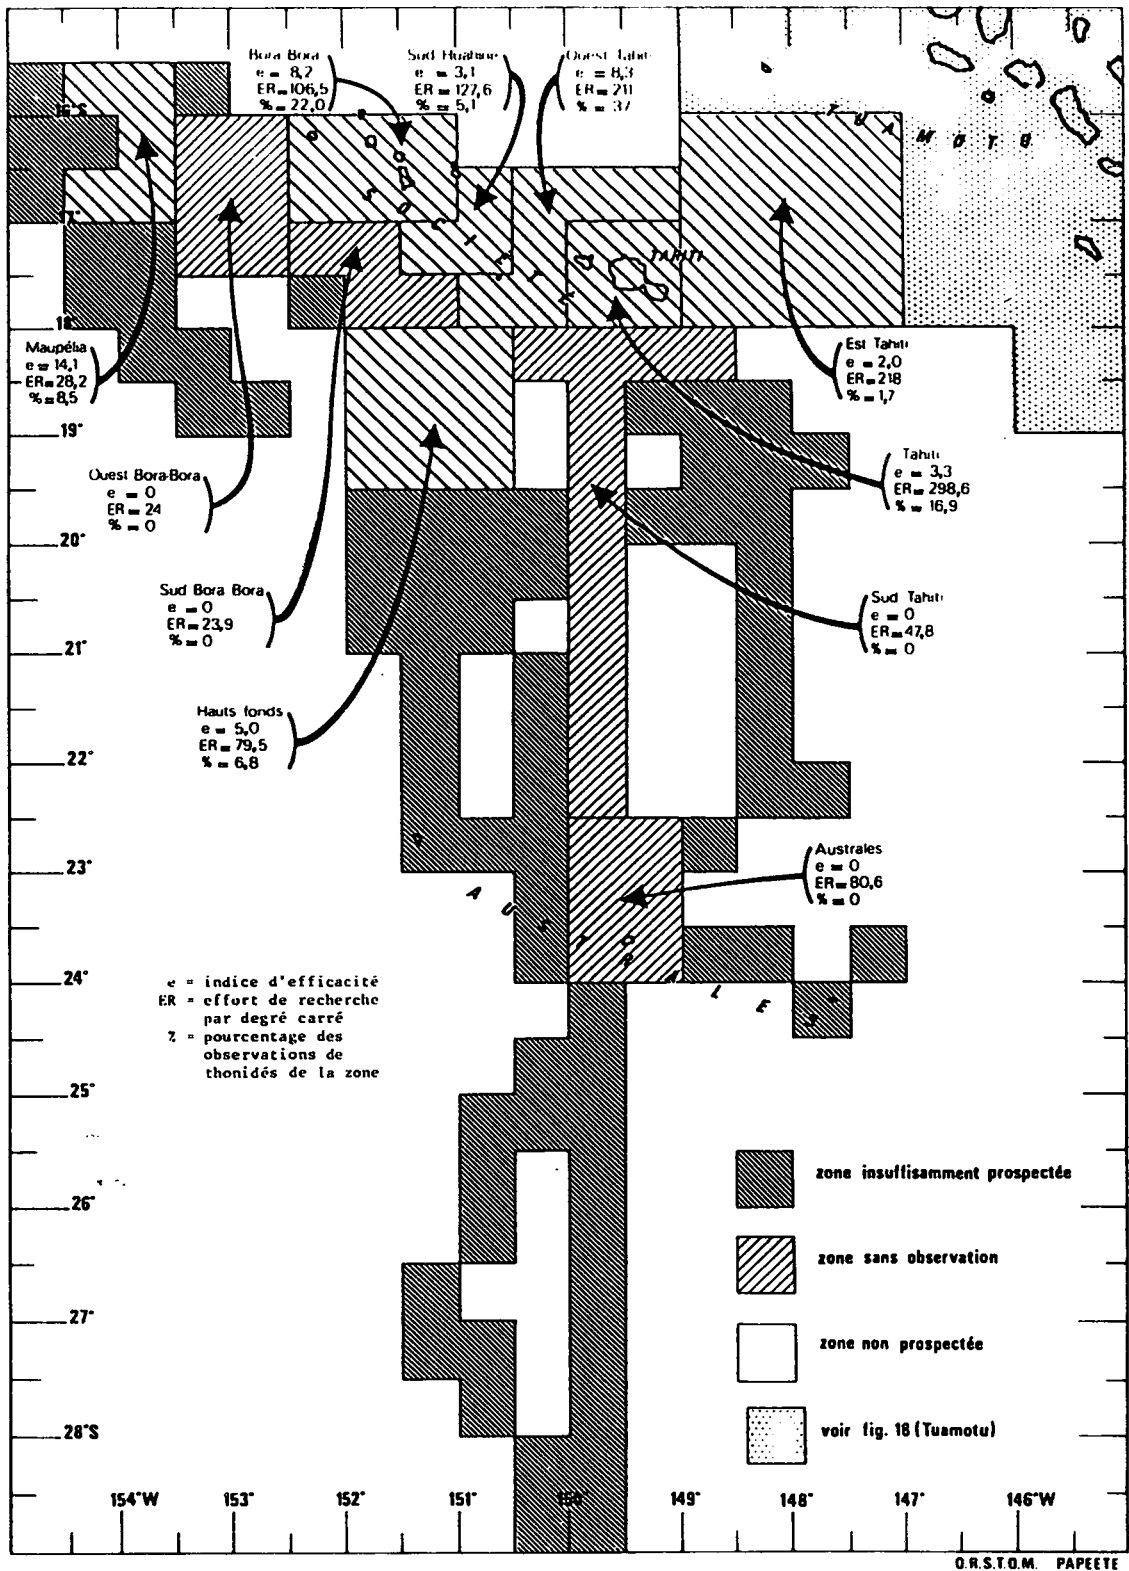 Bora Bora
e = 8,2
ER = 106,5
% = 22,0
Sud Huahine
e = 3,1
ER = 127,6
% = 5,1
Ouest Tahiti
e = 8,3
ER = 211
% = 37
16°S
TUAMOTU
SOCIETE
TAHITI
17°
18°
Maupélia
e = 14,1
ER = 28,2
% = 8,5
Est Tahiti
e = 2,0
ER = 218
% = 1,7
19°
Ouest Bora-Bora
e = 0
ER = 24
% = 0
Tahiti
e = 3,3
ER = 298,6
% = 16,9
20°
Sud Bora Bora
e = 0
ER = 23,9
% = 0
Sud Tahiti
e = 0
ER = 47,8
% = 0
21°
Hauts fonds
e = 5,0
ER = 79,5
% = 6,8
22°
Australes
e = 0
ER = 80,6
% = 0
23°
AUSTRALES
24°
e = indice d'efficacité
ER = effort de recherche
par degré carré
% = pourcentage des
observations de
thonidés de la zone
25°
zone insuffisamment prospectée
26°
zone sans observation
27°
zone non prospectée
28°S
voir fig. 18 (Tuamotu)
154°W 153° 152° 151° 150° 149° 148° 147° 146°W
O.R.S.T.O.M. PAPEETE